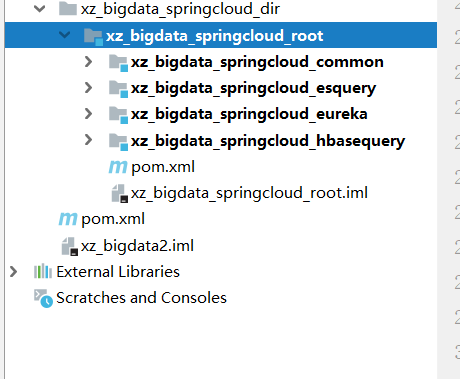 xz_bigdata_springcloud_dir
xz_bigdata_springcloud_root
xz_bigdata_springcloud_common
xz_bigdata_springcloud_esquery
xz_bigdata_springcloud_eureka
xz_bigdata_springcloud_hbasequery
pom.xml
xz_bigdata_springcloud_root.iml
pom.xml
xz_bigdata2.iml
External Libraries
Scratches and Consoles